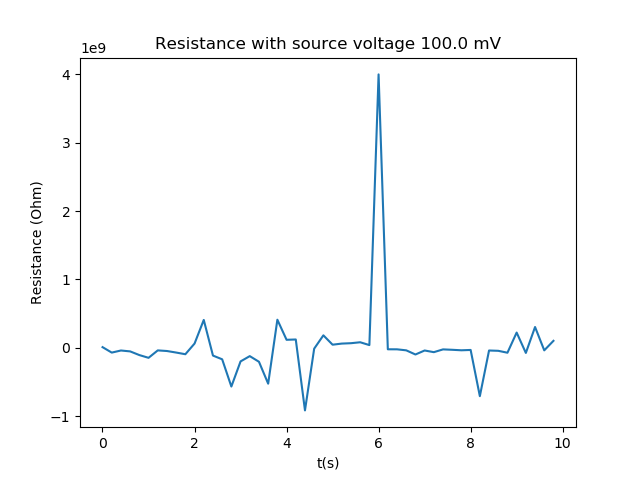 Resistance with source voltage 100.0 mV
1e9
4
3
2
1
0
−1
Resistance (Ohm)
0 2 4 6 8 10
t(s)